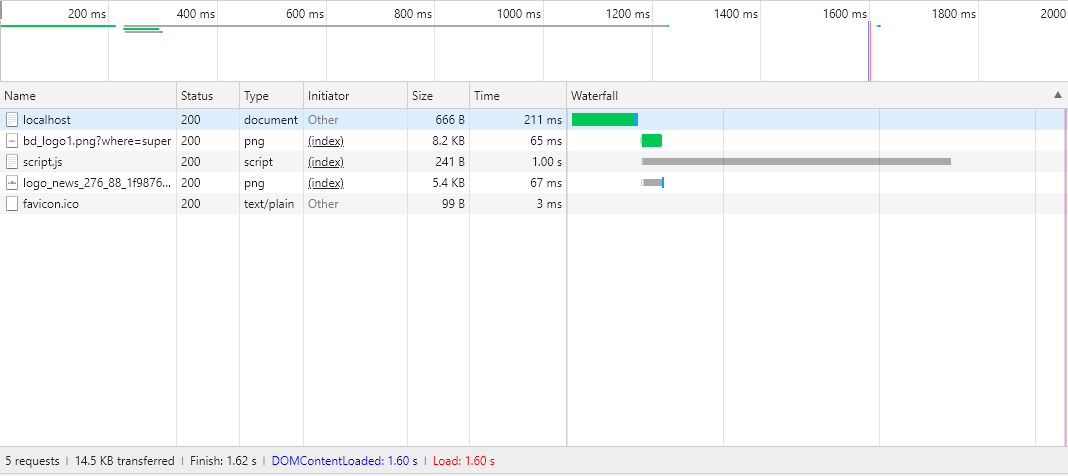 200 ms 400 ms 600 ms 800 ms 1000 ms 1200 ms 1400 ms 1600 ms 1800 ms 2000
Name Status Type Initiator Size Time Waterfall
localhost 200 document Other 666 B 211 ms
bd_logo1.png?where=super 200 png (index) 8.2 KB 65 ms
script.js 200 script (index) 241 B 1.00 s
logo_news_276_88_1f9876... 200 png (index) 5.4 KB 67 ms
favicon.ico 200 text/plain Other 99 B 3 ms
5 requests | 14.5 KB transferred | Finish: 1.62 s | DOMContentLoaded: 1.60 s | Load: 1.60 s